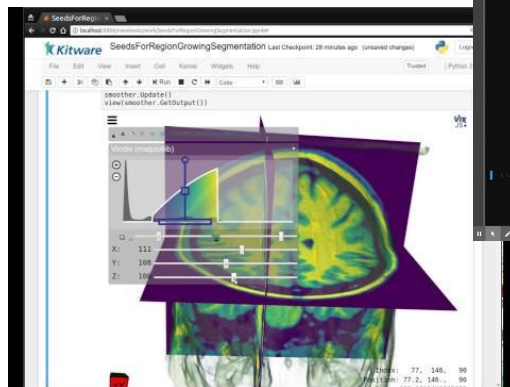 SeedsForRegi
localhost:8888/notebooks/work/SeedsForRegionGrowingSegmentation.ipynb#
Kitware SeedsForRegionGrowingSegmentation Last Checkpoint: 28 minutes ago (unsaved changes)
File Edit View Insert Cell Kernel Widgets Help Trusted Python 3
Run Code
smoother.Update()
view(smoother.GetOutput())
Viridis (matplotlib)
X: 111
Y: 108
Z: 106
Index: 77, 146, 90
Position: 77.2, 146., 90